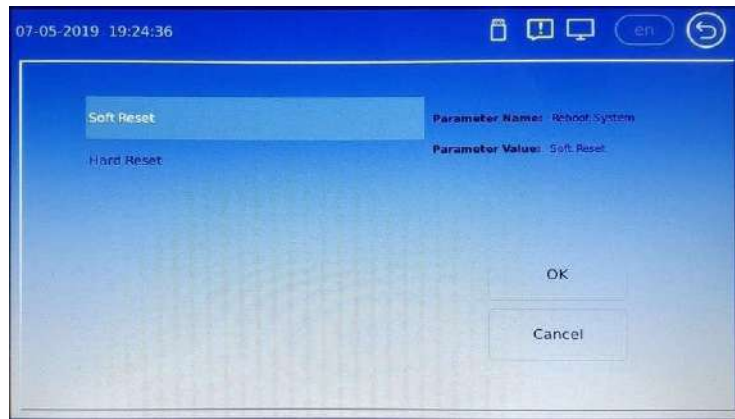 07-05-2019 19:24:36
en
Soft Reset
Parameter Name: Reboot System
Hard Reset
Parameter Value: Soft Reset
OK
Cancel